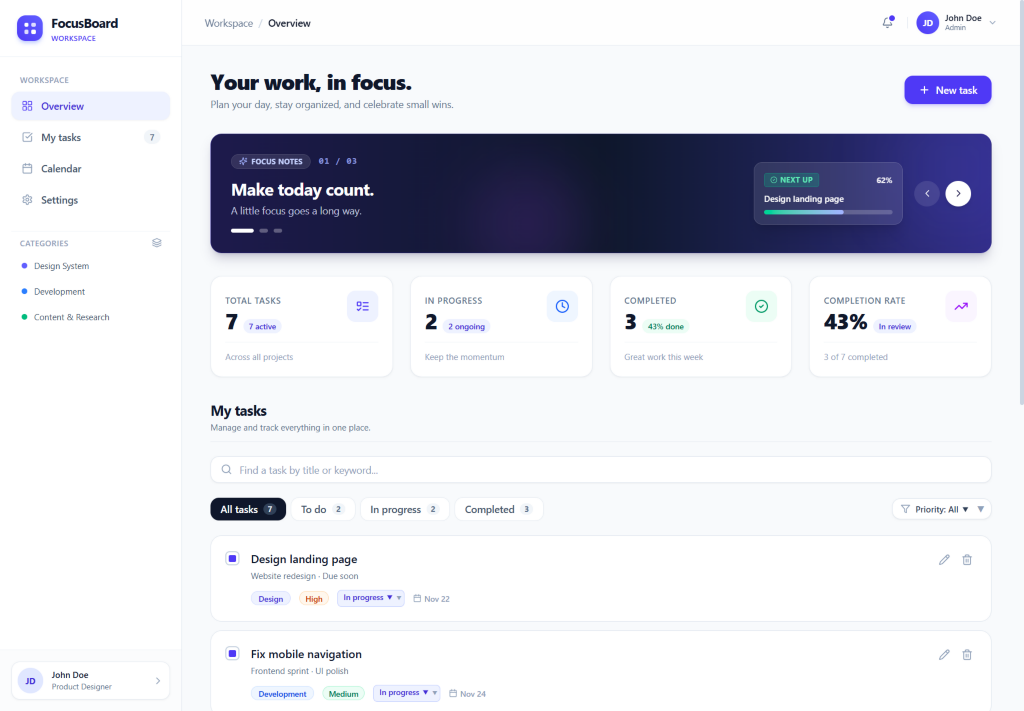 FocusBoard
WORKSPACE
WORKSPACE
Overview
My tasks 7
Calendar
Settings
CATEGORIES
Design System
Development
Content & Research
JD John Doe
Product Designer
Workspace / Overview
JD John Doe
Admin
Your work, in focus.
Plan your day, stay organized, and celebrate small wins.
+ New task
FOCUS NOTES 01 / 03
Make today count.
A little focus goes a long way.
NEXT UP 62%
Design landing page
TOTAL TASKS
7 7 active
Across all projects
IN PROGRESS
2 2 ongoing
Keep the momentum
COMPLETED
3 43% done
Great work this week
COMPLETION RATE
43% In review
3 of 7 completed
My tasks
Manage and track everything in one place.
Find a task by title or keyword...
All tasks 7 To do 2 In progress 2 Completed 3 Priority: All ▼
Design landing page
Website redesign · Due soon
Design High In progress ▼ Nov 22
Fix mobile navigation
Frontend sprint · UI polish
Development Medium In progress ▼ Nov 24